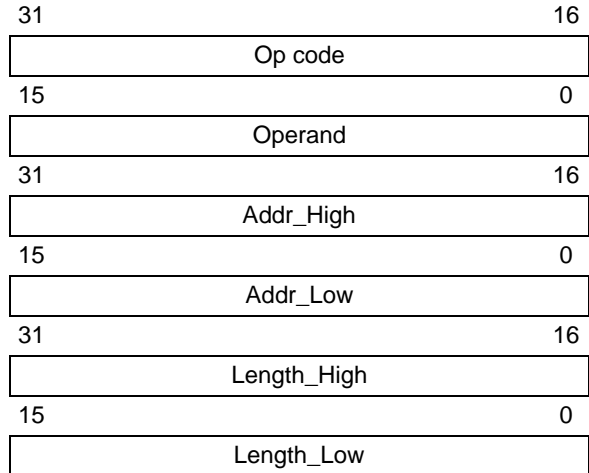 31 16
Op code
15 0
Operand
31 16
Addr_High
15 0
Addr_Low
31 16
Length_High
15 0
Length_Low